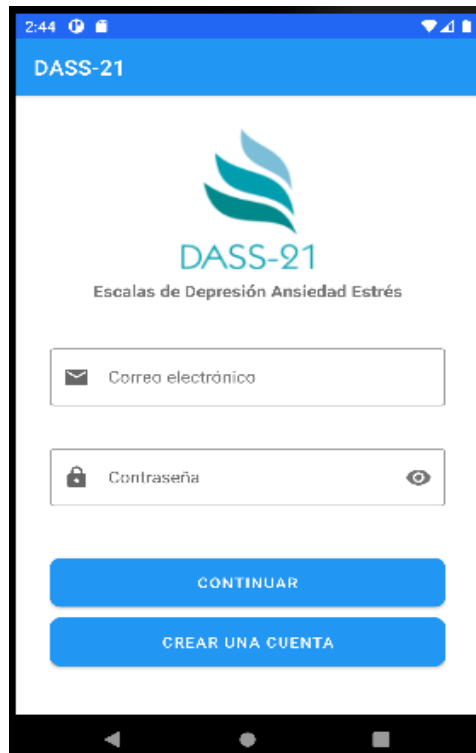 2:44
DASS-21
DASS-21
Escalas de Depresión Ansiedad Estrés
Correo electrónico
Contraseña
CONTINUAR
CREAR UNA CUENTA